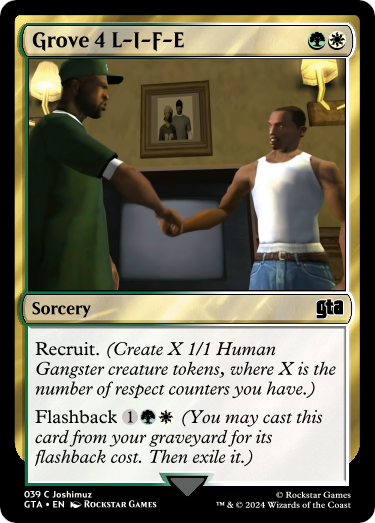 Grove 4 L-I-F-E
Sorcery
gta
Recruit. (Create X 1/1 Human
Gangster creature tokens, where X is the
number of respect counters you have.)
Flashback 1 (You may cast this
card from your graveyard for its
flashback cost. Then exile it.)
039 C Joshimuz
GTA • EN Rockstar Games
© Rockstar Games
™ & © 2024 Wizards of the Coast